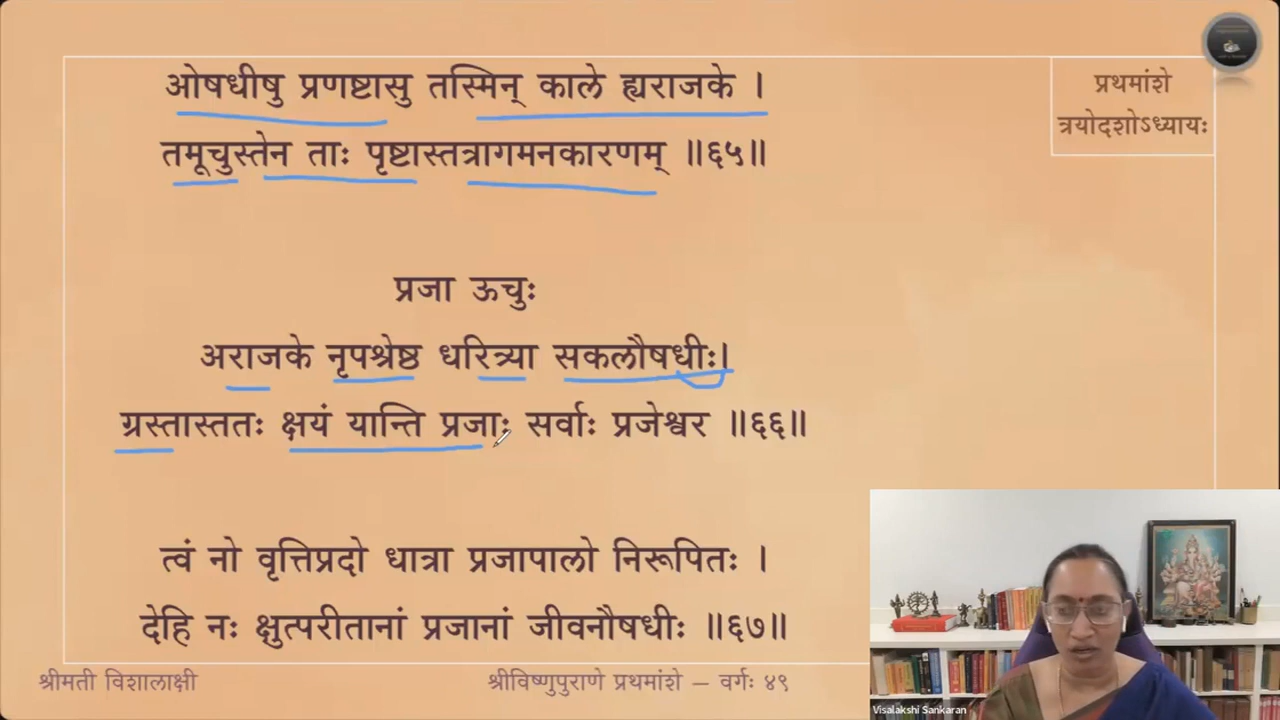 ओषधीषु प्रणष्टासु तस्मिन् काले ह्यराजके ।
तमूचुस्तेन ताः पृष्टास्तत्रागमनकारणम् ॥६५॥
प्रथमांशे
त्रयोदशोऽध्यायः
प्रजा ऊचुः
अराजके नृपश्रेष्ठ धरित्र्या सकलौषधीः।
ग्रस्तास्ततः क्षयं यान्ति प्रजाः सर्वाः प्रजेश्वर ॥६६॥
त्वं नो वृत्तिप्रदो धात्रा प्रजापालो निरूपितः ।
देहि नः क्षुत्परीतानां प्रजानां जीवनौषधीः ॥६७॥
श्रीमती विशालाक्षी
श्रीविष्णुपुराणे प्रथमांशे – वर्गः ४९
Visalakshi Sankaran